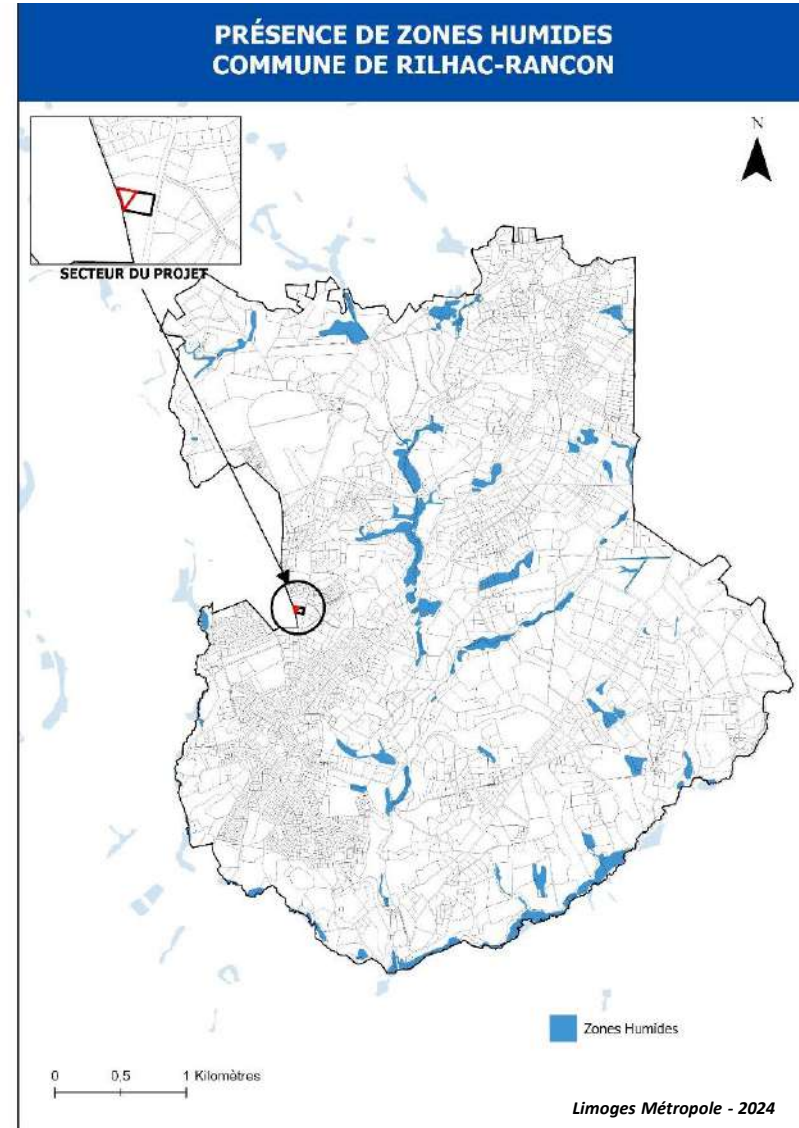 PRÉSENCE DE ZONES HUMIDES
COMMUNE DE RILHAC-RANCON
N
SECTEUR DU PROJET
Zones Humides
0 0,5 1 Kilomètres
Limoges Métropole - 2024